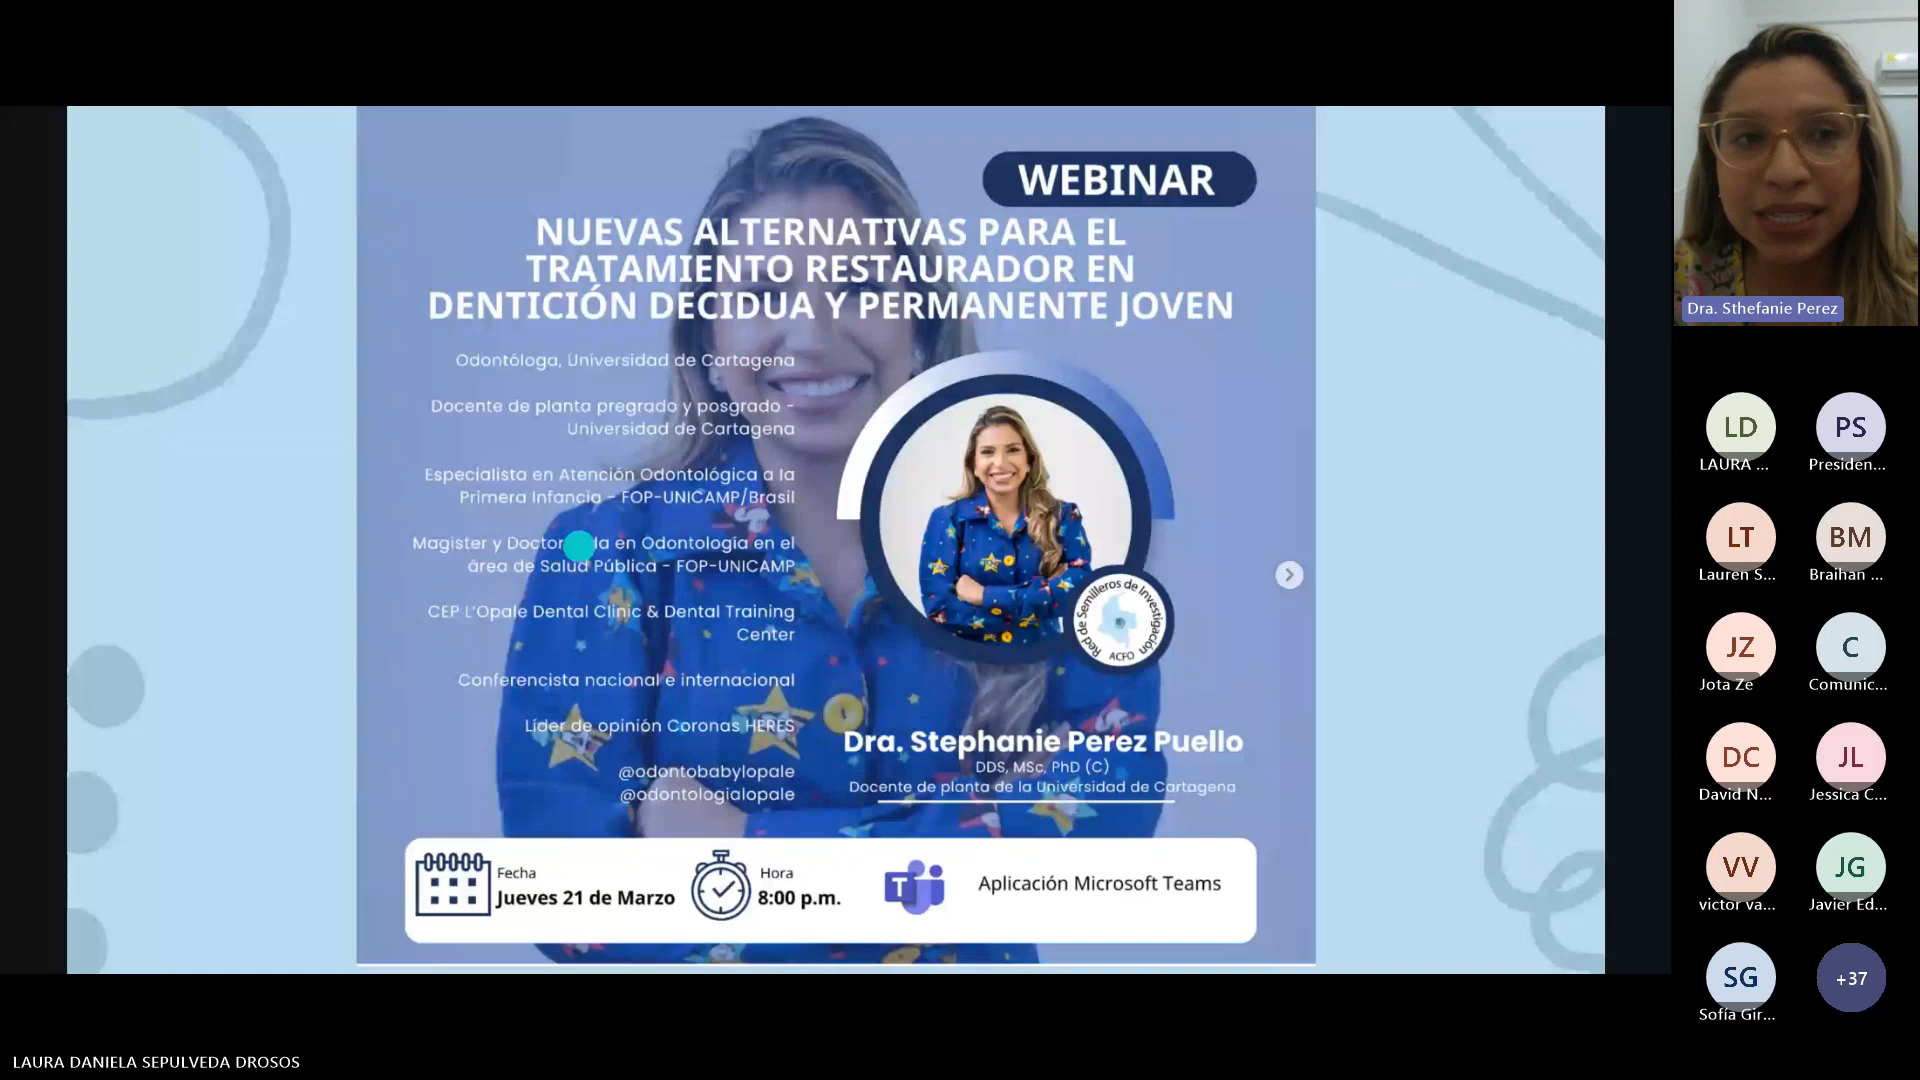 WEBINAR
NUEVAS ALTERNATIVAS PARA EL
TRATAMIENTO RESTAURADOR EN
DENTICIÓN DECIDUA Y PERMANENTE JOVEN
Odontóloga, Universidad de Cartagena
Docente de planta pregrado y posgrado -
Universidad de Cartagena
Especialista en Atención Odontológica a la
Primera Infancia - FOP-UNICAMP/Brasil
Magister y en Odontología en el
área de Salud Pública - FOP-UNICAMP
CEP L'Opale Dental Clinic & Dental Training
Center
Conferencista nacional e internacional
Líder de opinión Coronas HERES
@odontobabylopale
@odontologialopale
Red de Semilleros de Investigación
ACFO
Dra. Stephanie Perez Puello
DDS, MSc, PhD (C)
Docente de planta de la Universidad de Cartagena
Fecha
Jueves 21 de Marzo
Hora
8:00 p.m.
T
Aplicación Microsoft Teams
Dra. Sthefanie Perez
LD
LAURA ...
PS
Presiden...
LT
Lauren S...
BM
Braihan ...
JZ
Jota Ze
C
Comunic...
DC
David N...
JL
Jessica C...
VV
victor va...
JG
Javier Ed...
SG
Sofía Gir...
+37
LAURA DANIELA SEPULVEDA DROSOS